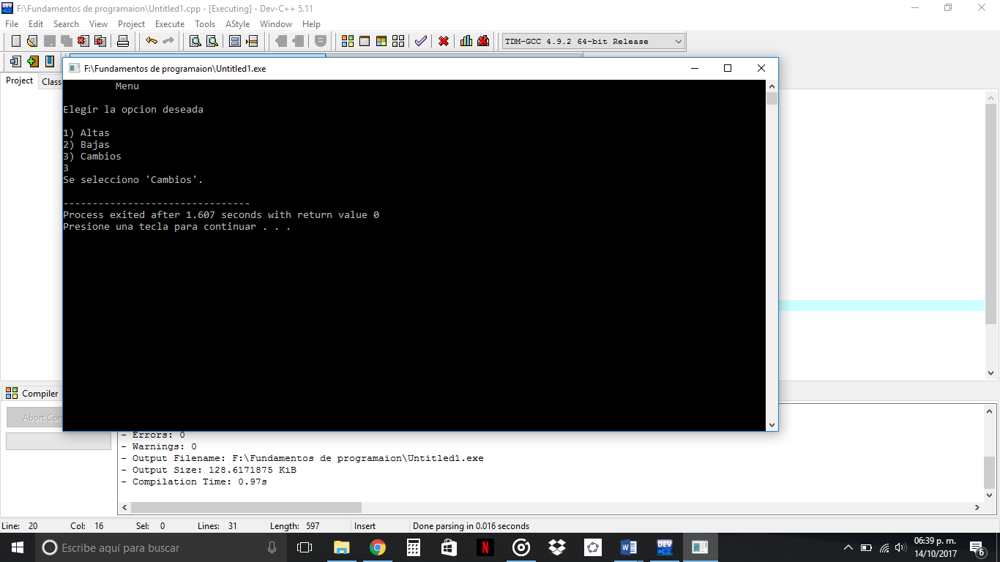 F:\Fundamentos de programaion\Untitled1.cpp - [Executing] - Dev-C++ 5.11
File Edit Search View Project Execute Tools AStyle Window Help
TDM-GCC 4.9.2 64-bit Release
F:\Fundamentos de programaion\Untitled1.exe
Project Class
Menu
Elegir la opcion deseada
1) Altas
2) Bajas
3) Cambios
3
Se selecciono 'Cambios'.
--------------------------------
Process exited after 1.607 seconds with return value 0
Presione una tecla para continuar . . .
Compiler
Abort Con
- Errors: 0
- Warnings: 0
- Output Filename: F:\Fundamentos de programaion\Untitled1.exe
- Output Size: 128.6171875 KiB
- Compilation Time: 0.97s
Line: 20 Col: 16 Sel: 0 Lines: 31 Length: 597 Insert Done parsing in 0.016 seconds
Escribe aquí para buscar
06:39 p. m.
14/10/2017
6